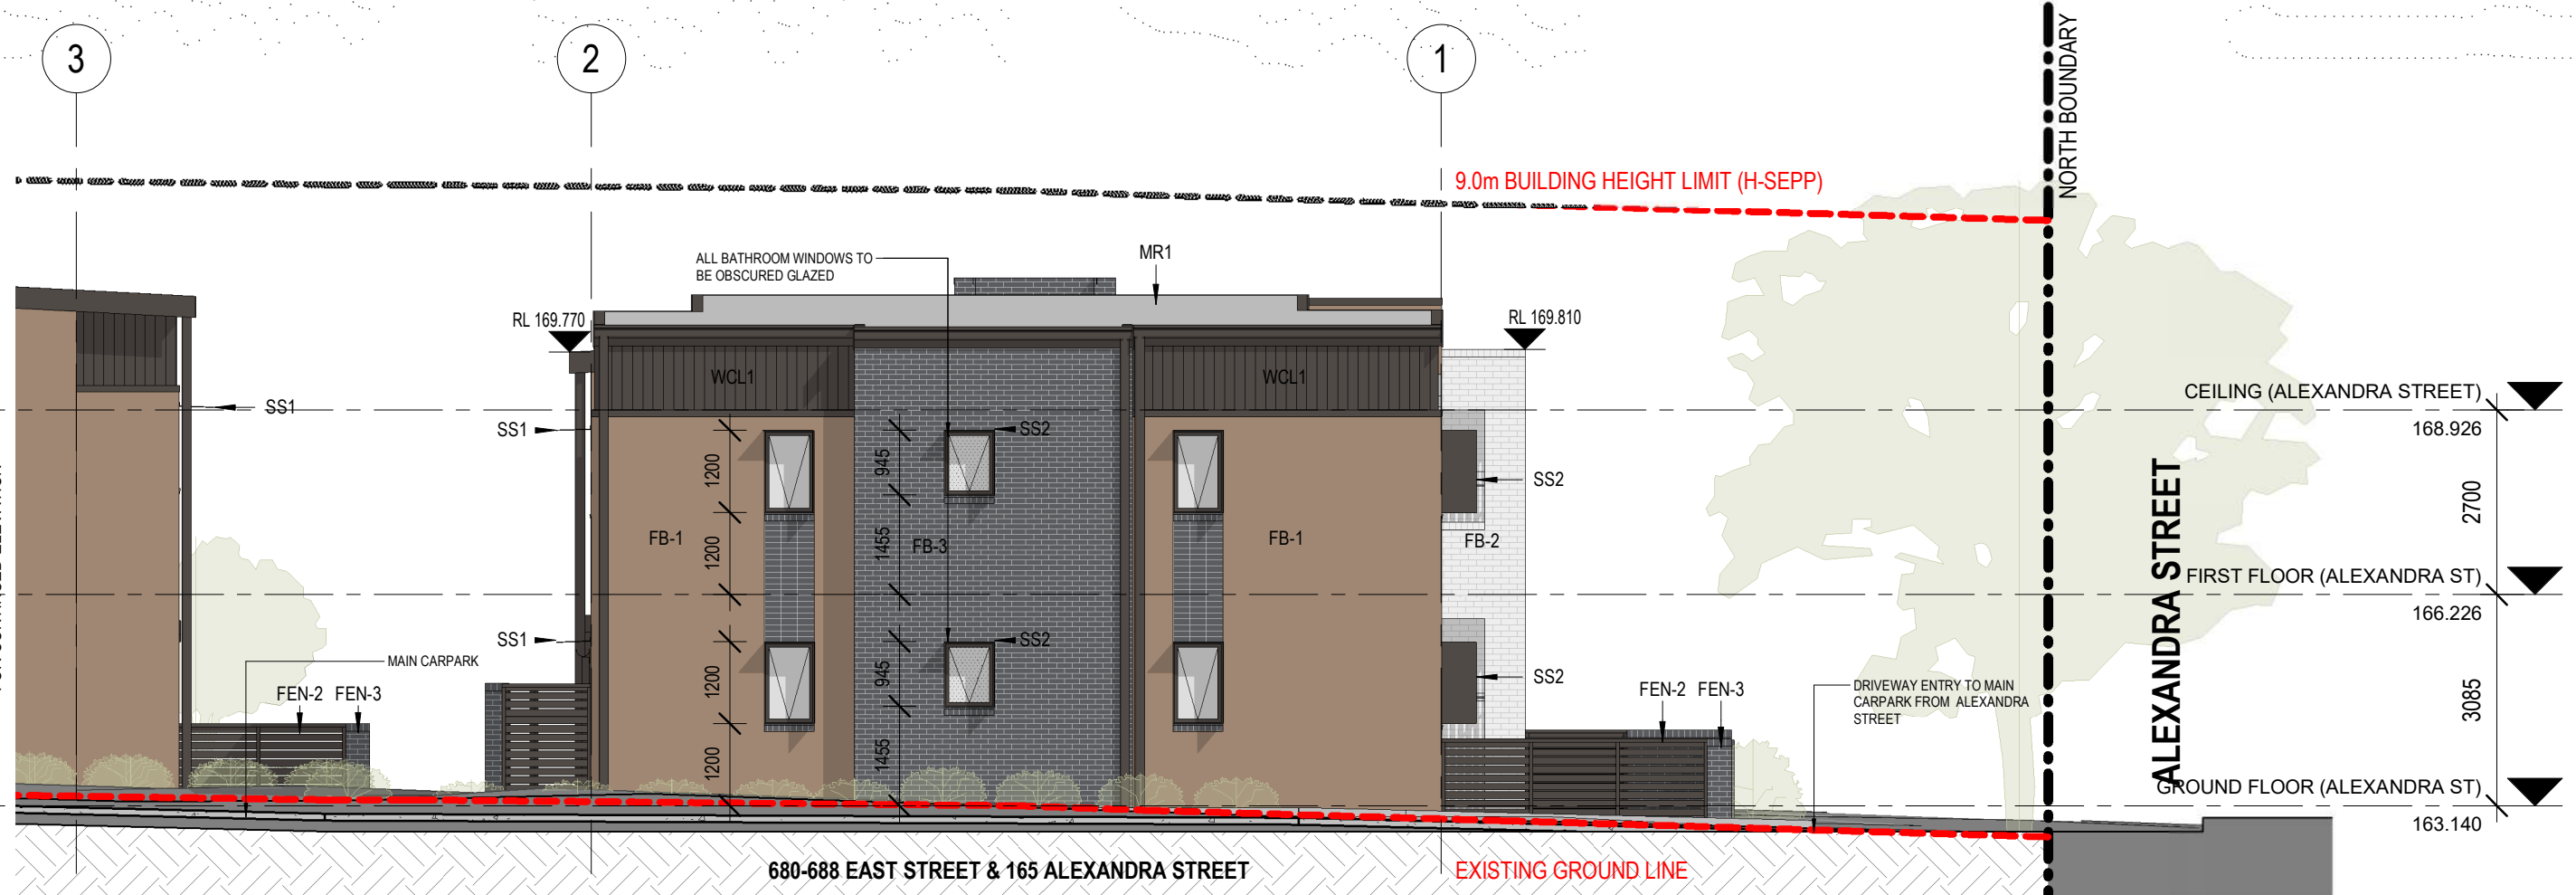 3
2
1
NORTH BOUNDARY
9.0m BUILDING HEIGHT LIMIT (H-SEPP)
ALL BATHROOM WINDOWS TO
BE OBSCURED GLAZED
MR1
RL 169.770
RL 169.810
WCL1
WCL1
CEILING (ALEXANDRA STREET)
168.926
SS1
SS1
SS2
SS2
1200
945
2700
FB-1
1200
1455
FB-3
FB-1
FB-2
ALEXANDRA STREET
FIRST FLOOR (ALEXANDRA ST)
166.226
SS1
SS2
SS2
MAIN CARPARK
1200
945
3085
FEN-2
FEN-3
FEN-2
FEN-3
DRIVEWAY ENTRY TO MAIN
CARPARK FROM ALEXANDRA
STREET
1200
1455
GROUND FLOOR (ALEXANDRA ST)
163.140
680-688 EAST STREET & 165 ALEXANDRA STREET
EXISTING GROUND LINE